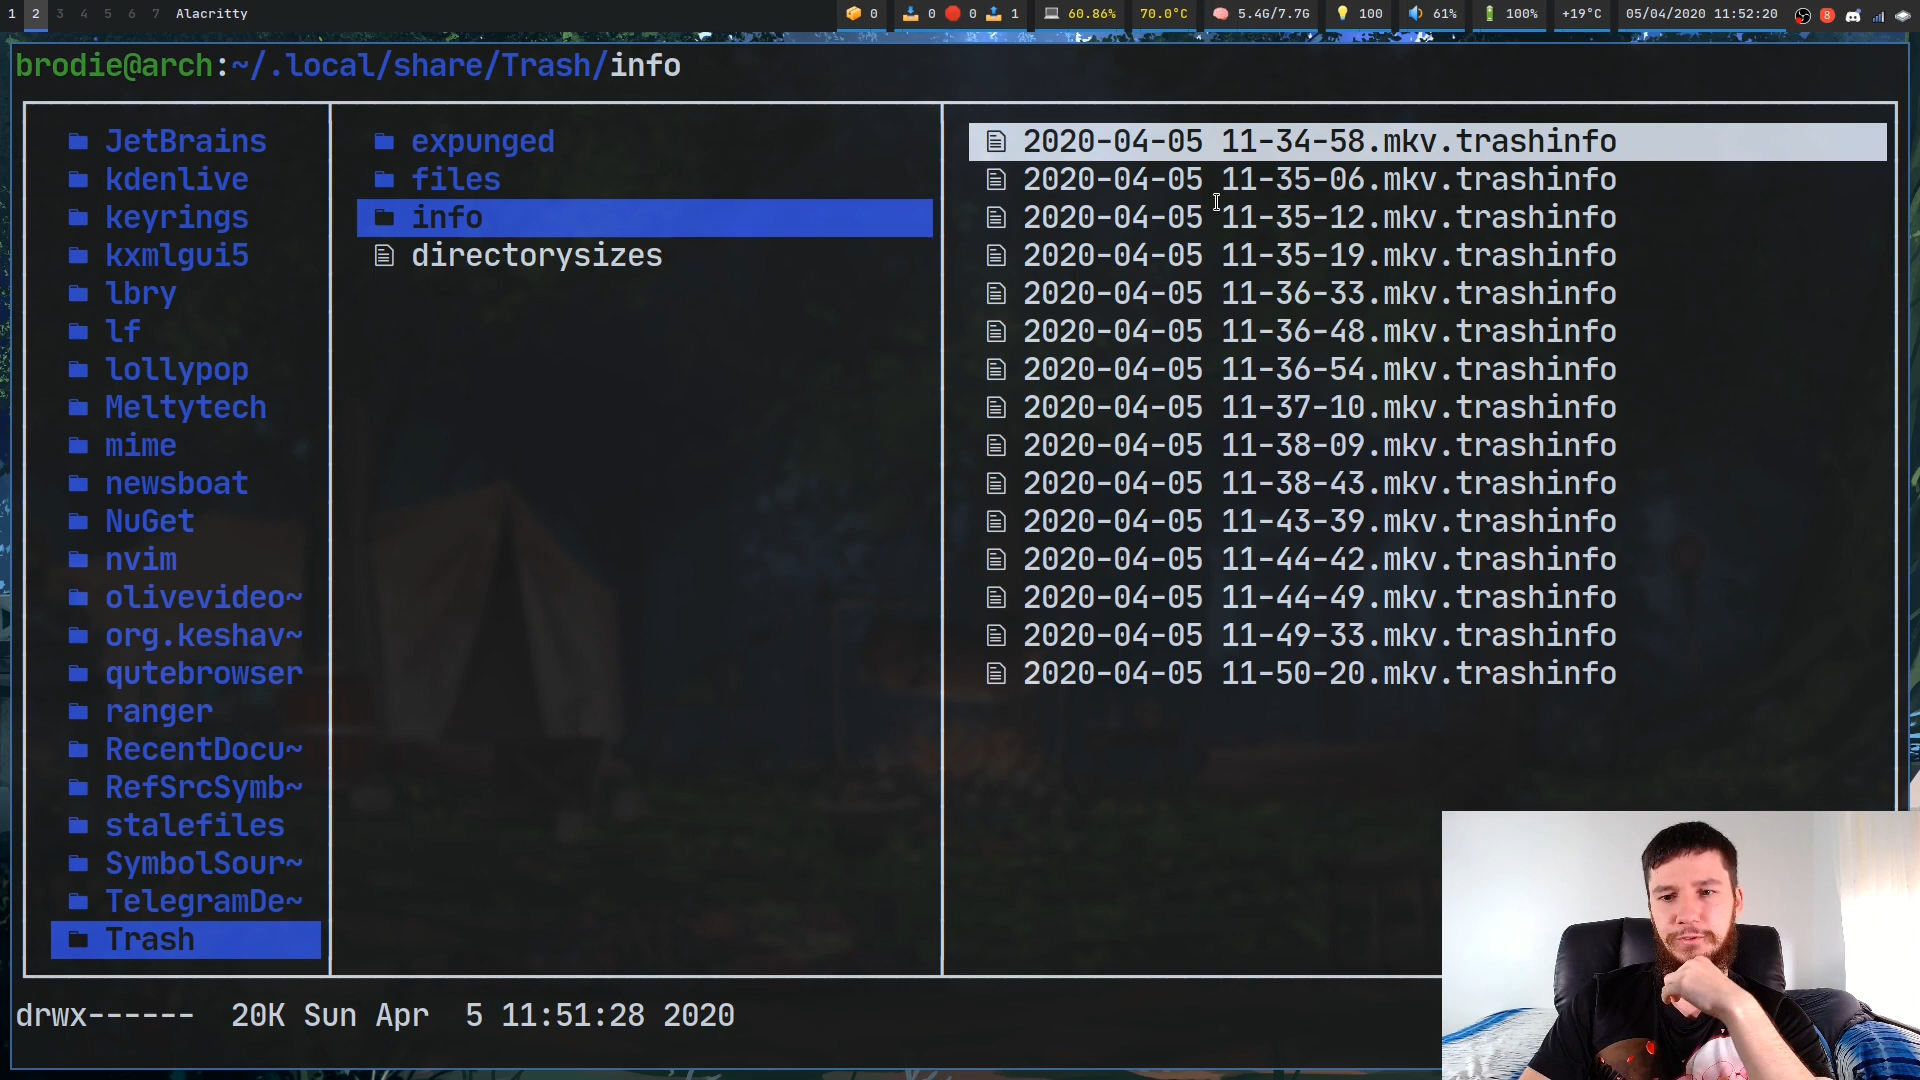 1 2 3 4 5 6 7 Alacritty 0 0 0 1 60.86% 70.0°C 5.4G/7.7G 100 61% 100% +19°C 05/04/2020 11:52:20 8
brodie@arch:~/.local/share/Trash/info
JetBrains
kdenlive
keyrings
kxmlgui5
lbry
lf
lollypop
Meltytech
mime
newsboat
NuGet
nvim
olivevideo~
org.keshav~
qutebrowser
ranger
RecentDocu~
RefSrcSymb~
stalefiles
SymbolSour~
TelegramDe~
Trash
expunged
files
info
directorysizes
2020-04-05 11-34-58.mkv.trashinfo
2020-04-05 11-35-06.mkv.trashinfo
2020-04-05 11-35-12.mkv.trashinfo
2020-04-05 11-35-19.mkv.trashinfo
2020-04-05 11-36-33.mkv.trashinfo
2020-04-05 11-36-48.mkv.trashinfo
2020-04-05 11-36-54.mkv.trashinfo
2020-04-05 11-37-10.mkv.trashinfo
2020-04-05 11-38-09.mkv.trashinfo
2020-04-05 11-38-43.mkv.trashinfo
2020-04-05 11-43-39.mkv.trashinfo
2020-04-05 11-44-42.mkv.trashinfo
2020-04-05 11-44-49.mkv.trashinfo
2020-04-05 11-49-33.mkv.trashinfo
2020-04-05 11-50-20.mkv.trashinfo
drwx------ 20K Sun Apr 5 11:51:28 2020